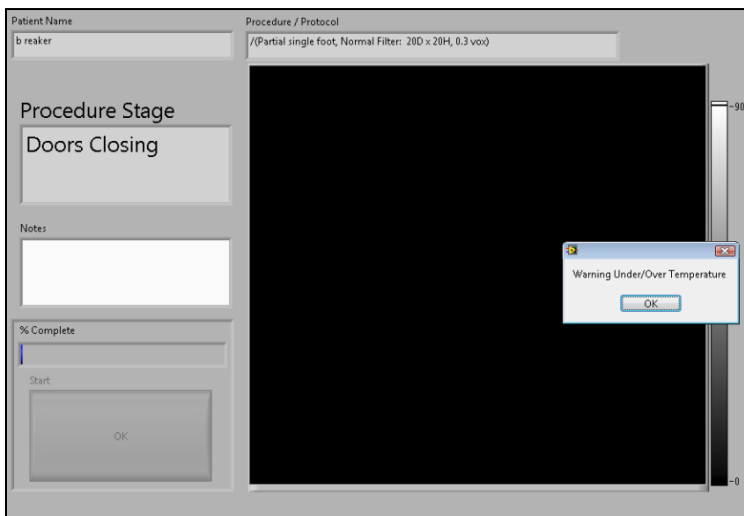 Patient Name
b reaker
Procedure / Protocol
/(Partial single foot, Normal Filter:  20D x 20H, 0.3 vox)
Procedure Stage
Doors Closing
Notes
% Complete
Start
OK
-90
Warning Under/Over Temperature
OK
-0